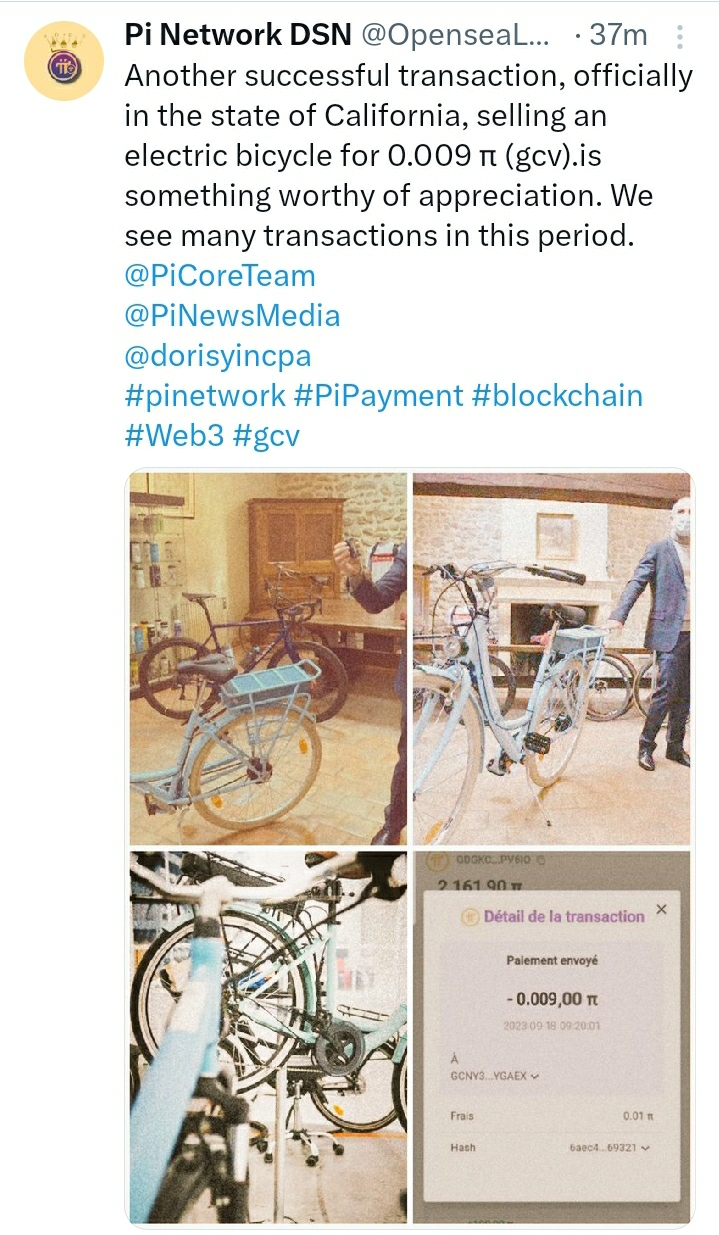 Pi Network DSN @OpenseaL... · 37m
Another successful transaction, officially
in the state of California, selling an
electric bicycle for 0.009 π (gcv).is
something worthy of appreciation. We
see many transactions in this period.
@PiCoreTeam
@PiNewsMedia
@dorisyincpa
#pinetwork #PiPayment #blockchain
#Web3 #gcv
GDGKC...PV6IO
2 161,90 π
Détail de la transaction ×
Paiement envoyé
- 0.009,00 π
2023-09-18 09:20:01
À
GCNV3...YGAEX
Frais 0.01 π
Hash 6aec4...69321